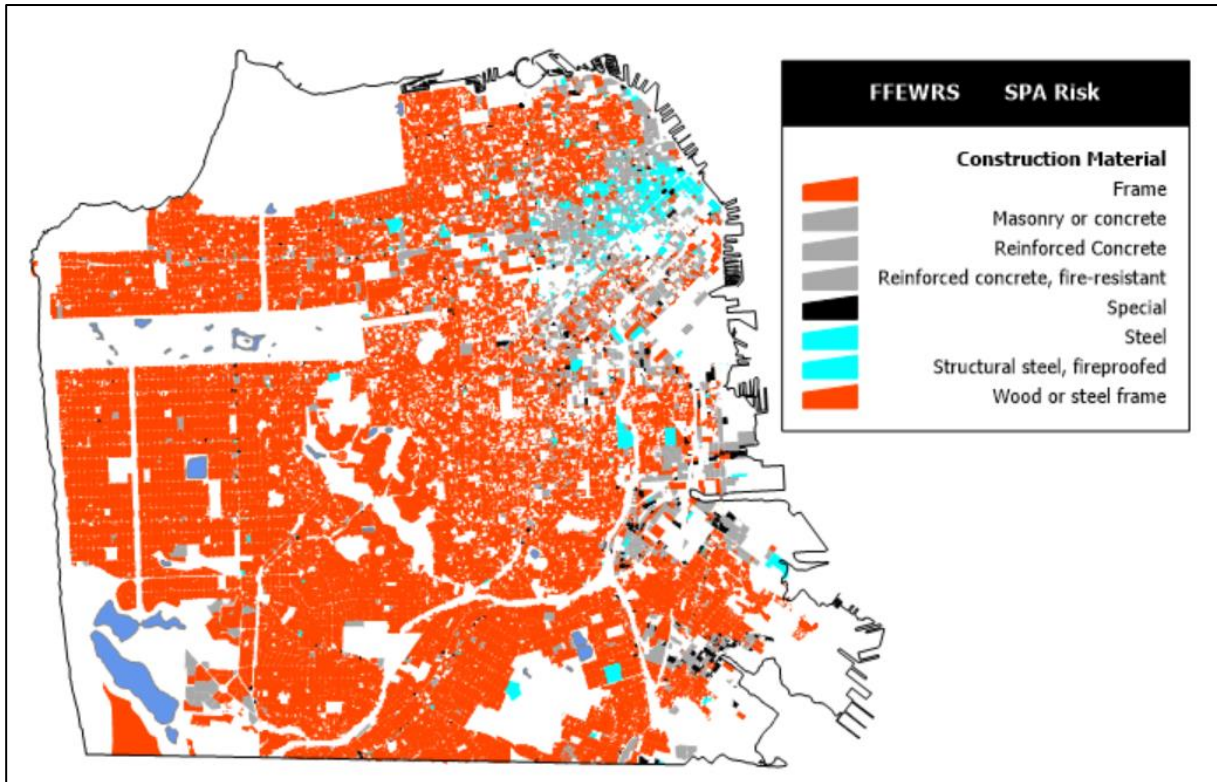 FFEWRS SPA Risk
Construction Material
Frame
Masonry or concrete
Reinforced Concrete
Reinforced concrete, fire-resistant
Special
Steel
Structural steel, fireproofed
Wood or steel frame